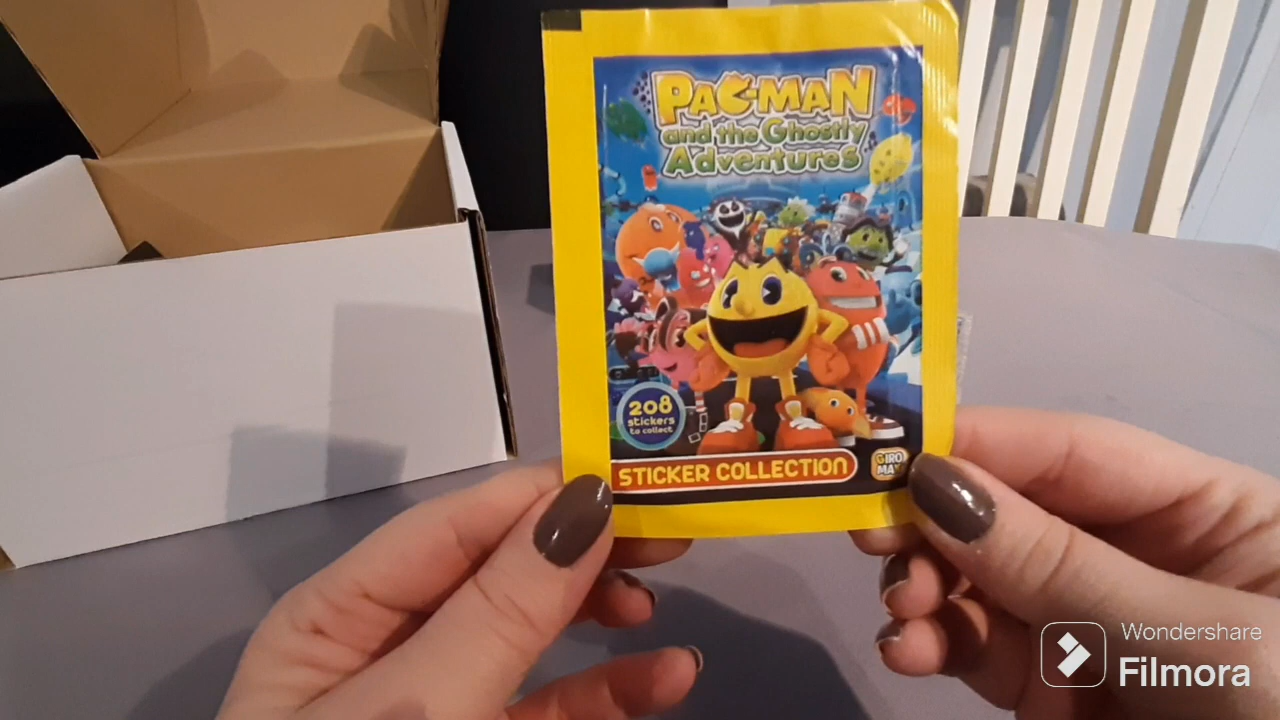 PAC-MAN
and the Ghostly
Adventures
208
stickers
to collect
STICKER COLLECTION
GIRO
MAX
Wondershare
Filmora